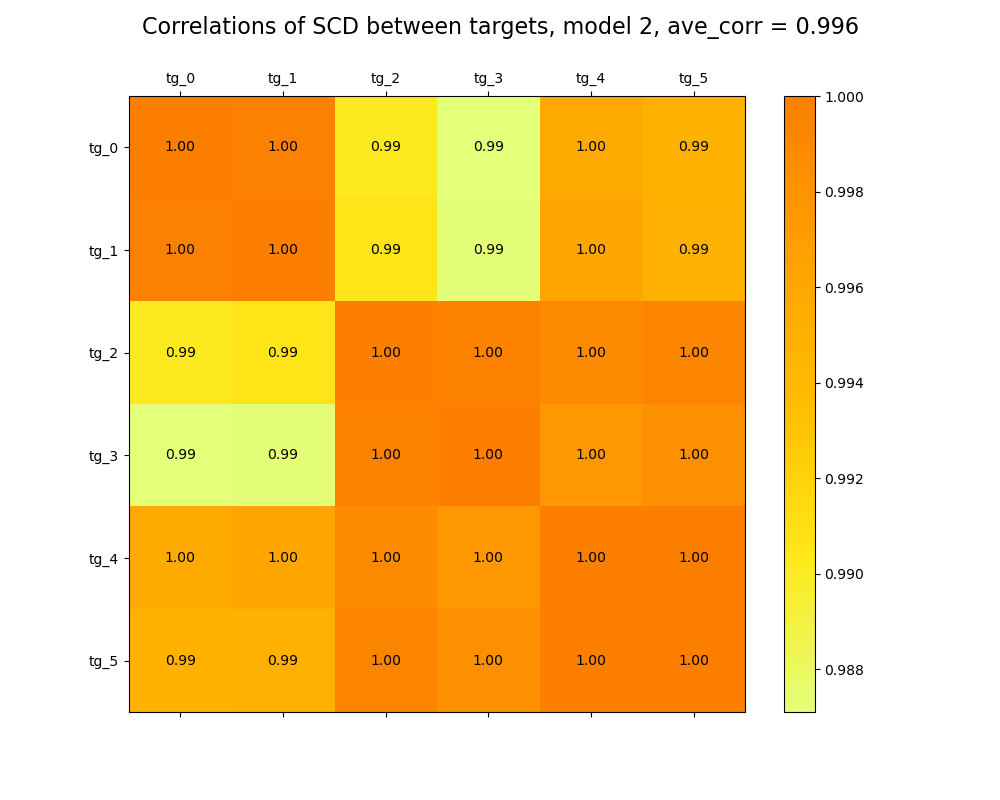 Correlations of SCD between targets, model 2, ave_corr = 0.996
tg_0 tg_1 tg_2 tg_3 tg_4 tg_5
tg_0 1.00 1.00 0.99 0.99 1.00 0.99
tg_1 1.00 1.00 0.99 0.99 1.00 0.99
tg_2 0.99 0.99 1.00 1.00 1.00 1.00
tg_3 0.99 0.99 1.00 1.00 1.00 1.00
tg_4 1.00 1.00 1.00 1.00 1.00 1.00
tg_5 0.99 0.99 1.00 1.00 1.00 1.00
1.000
0.998
0.996
0.994
0.992
0.990
0.988